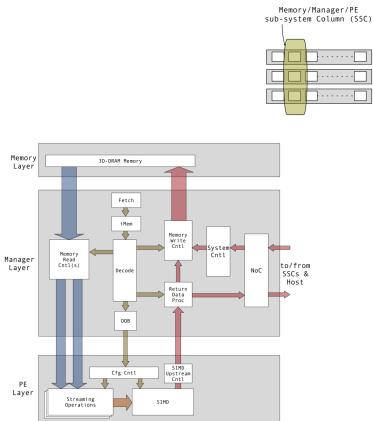 Memory/Manager/PE
sub-system Column (SSC)
Memory
Layer
3D-DRAM Memory
Manager
Layer
Fetch
iMem
Memory
Read
Cntl(s)
Decode
Memory
Write
Cntl
System
Cntl
NoC
to/from
SSCs &
Host
Return
Data
Proc
OOB
PE
Layer
Cfg Cntl
SIMD
Upstream
Cntl
Streaming
Operations
SIMD